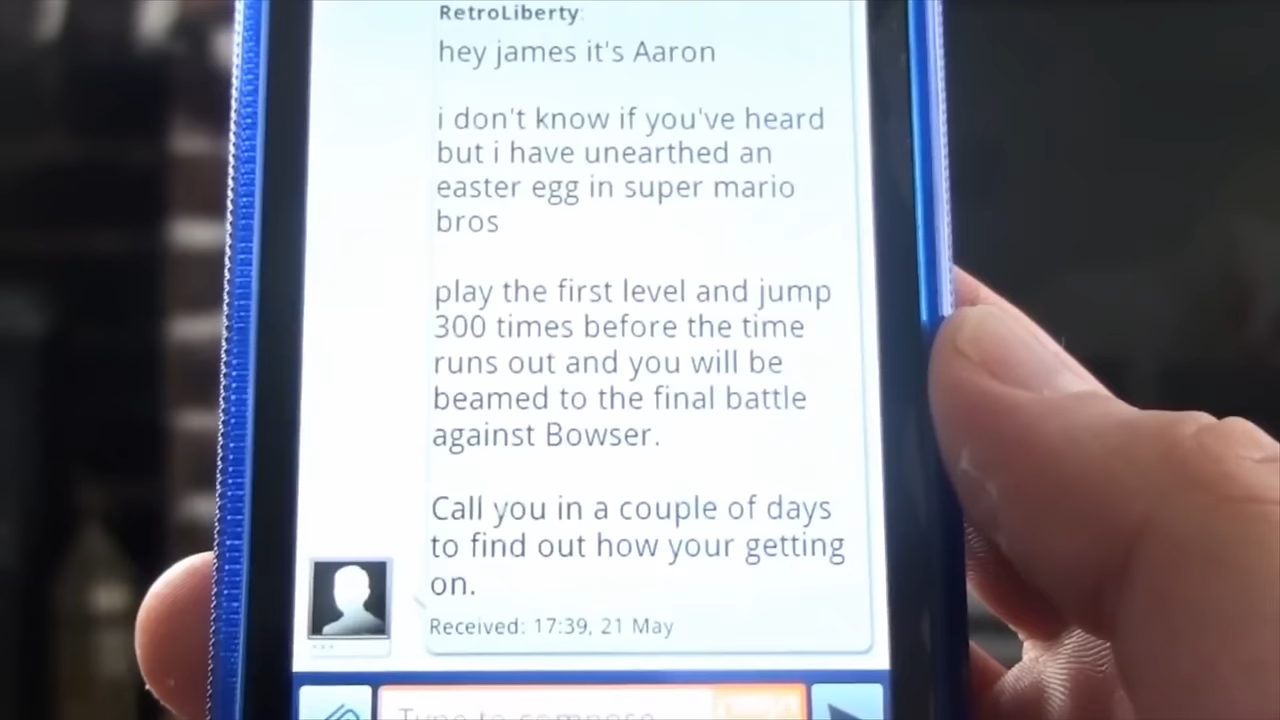 RetroLiberty:
hey james it's Aaron
i don't know if you've heard
but i have unearthed an
easter egg in super mario
bros
play the first level and jump
300 times before the time
runs out and you will be
beamed to the final battle
against Bowser.
Call you in a couple of days
to find out how your getting
on.
Received: 17:39, 21 May
Type to compose